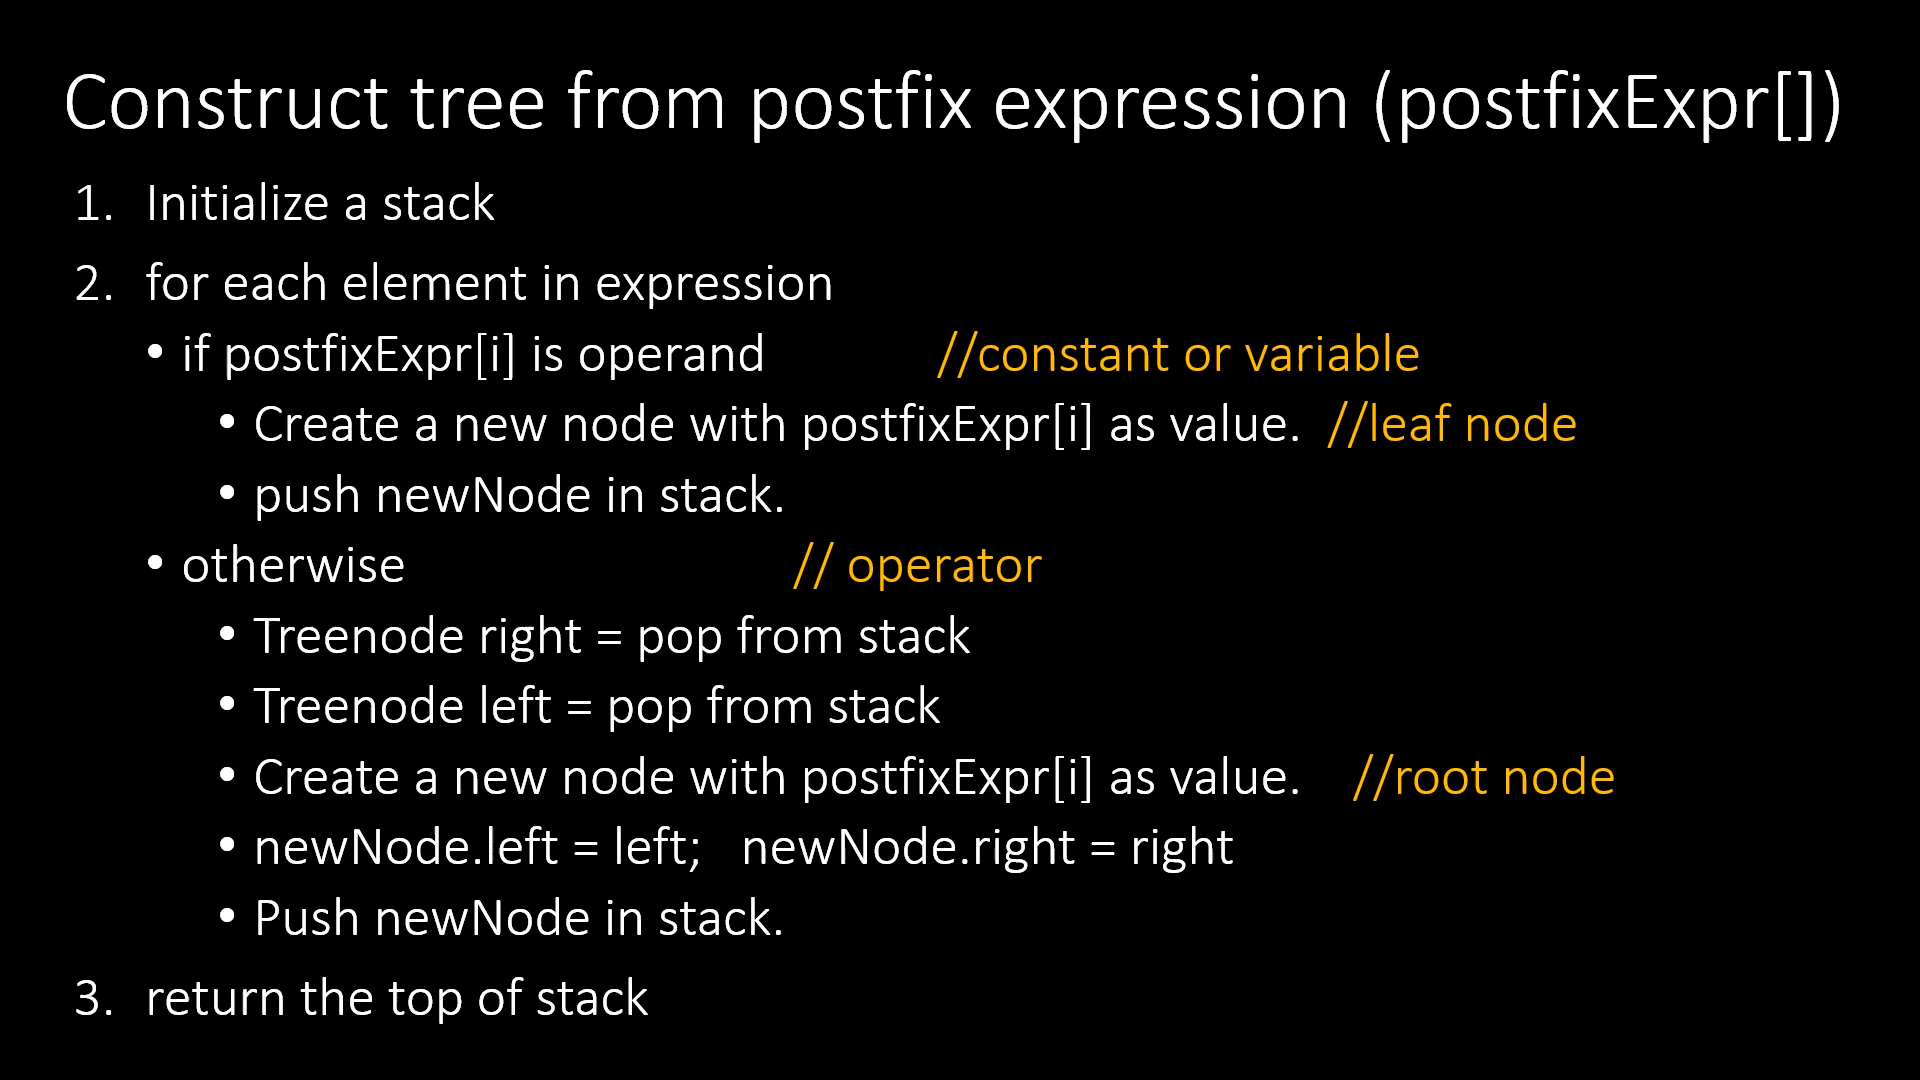 Construct tree from postfix expression (postfixExpr[])
1. Initialize a stack
2. for each element in expression
• if postfixExpr[i] is operand //constant or variable
• Create a new node with postfixExpr[i] as value. //leaf node
• push newNode in stack.
• otherwise // operator
• Treenode right = pop from stack
• Treenode left = pop from stack
• Create a new node with postfixExpr[i] as value. //root node
• newNode.left = left; newNode.right = right
• Push newNode in stack.
3. return the top of stack